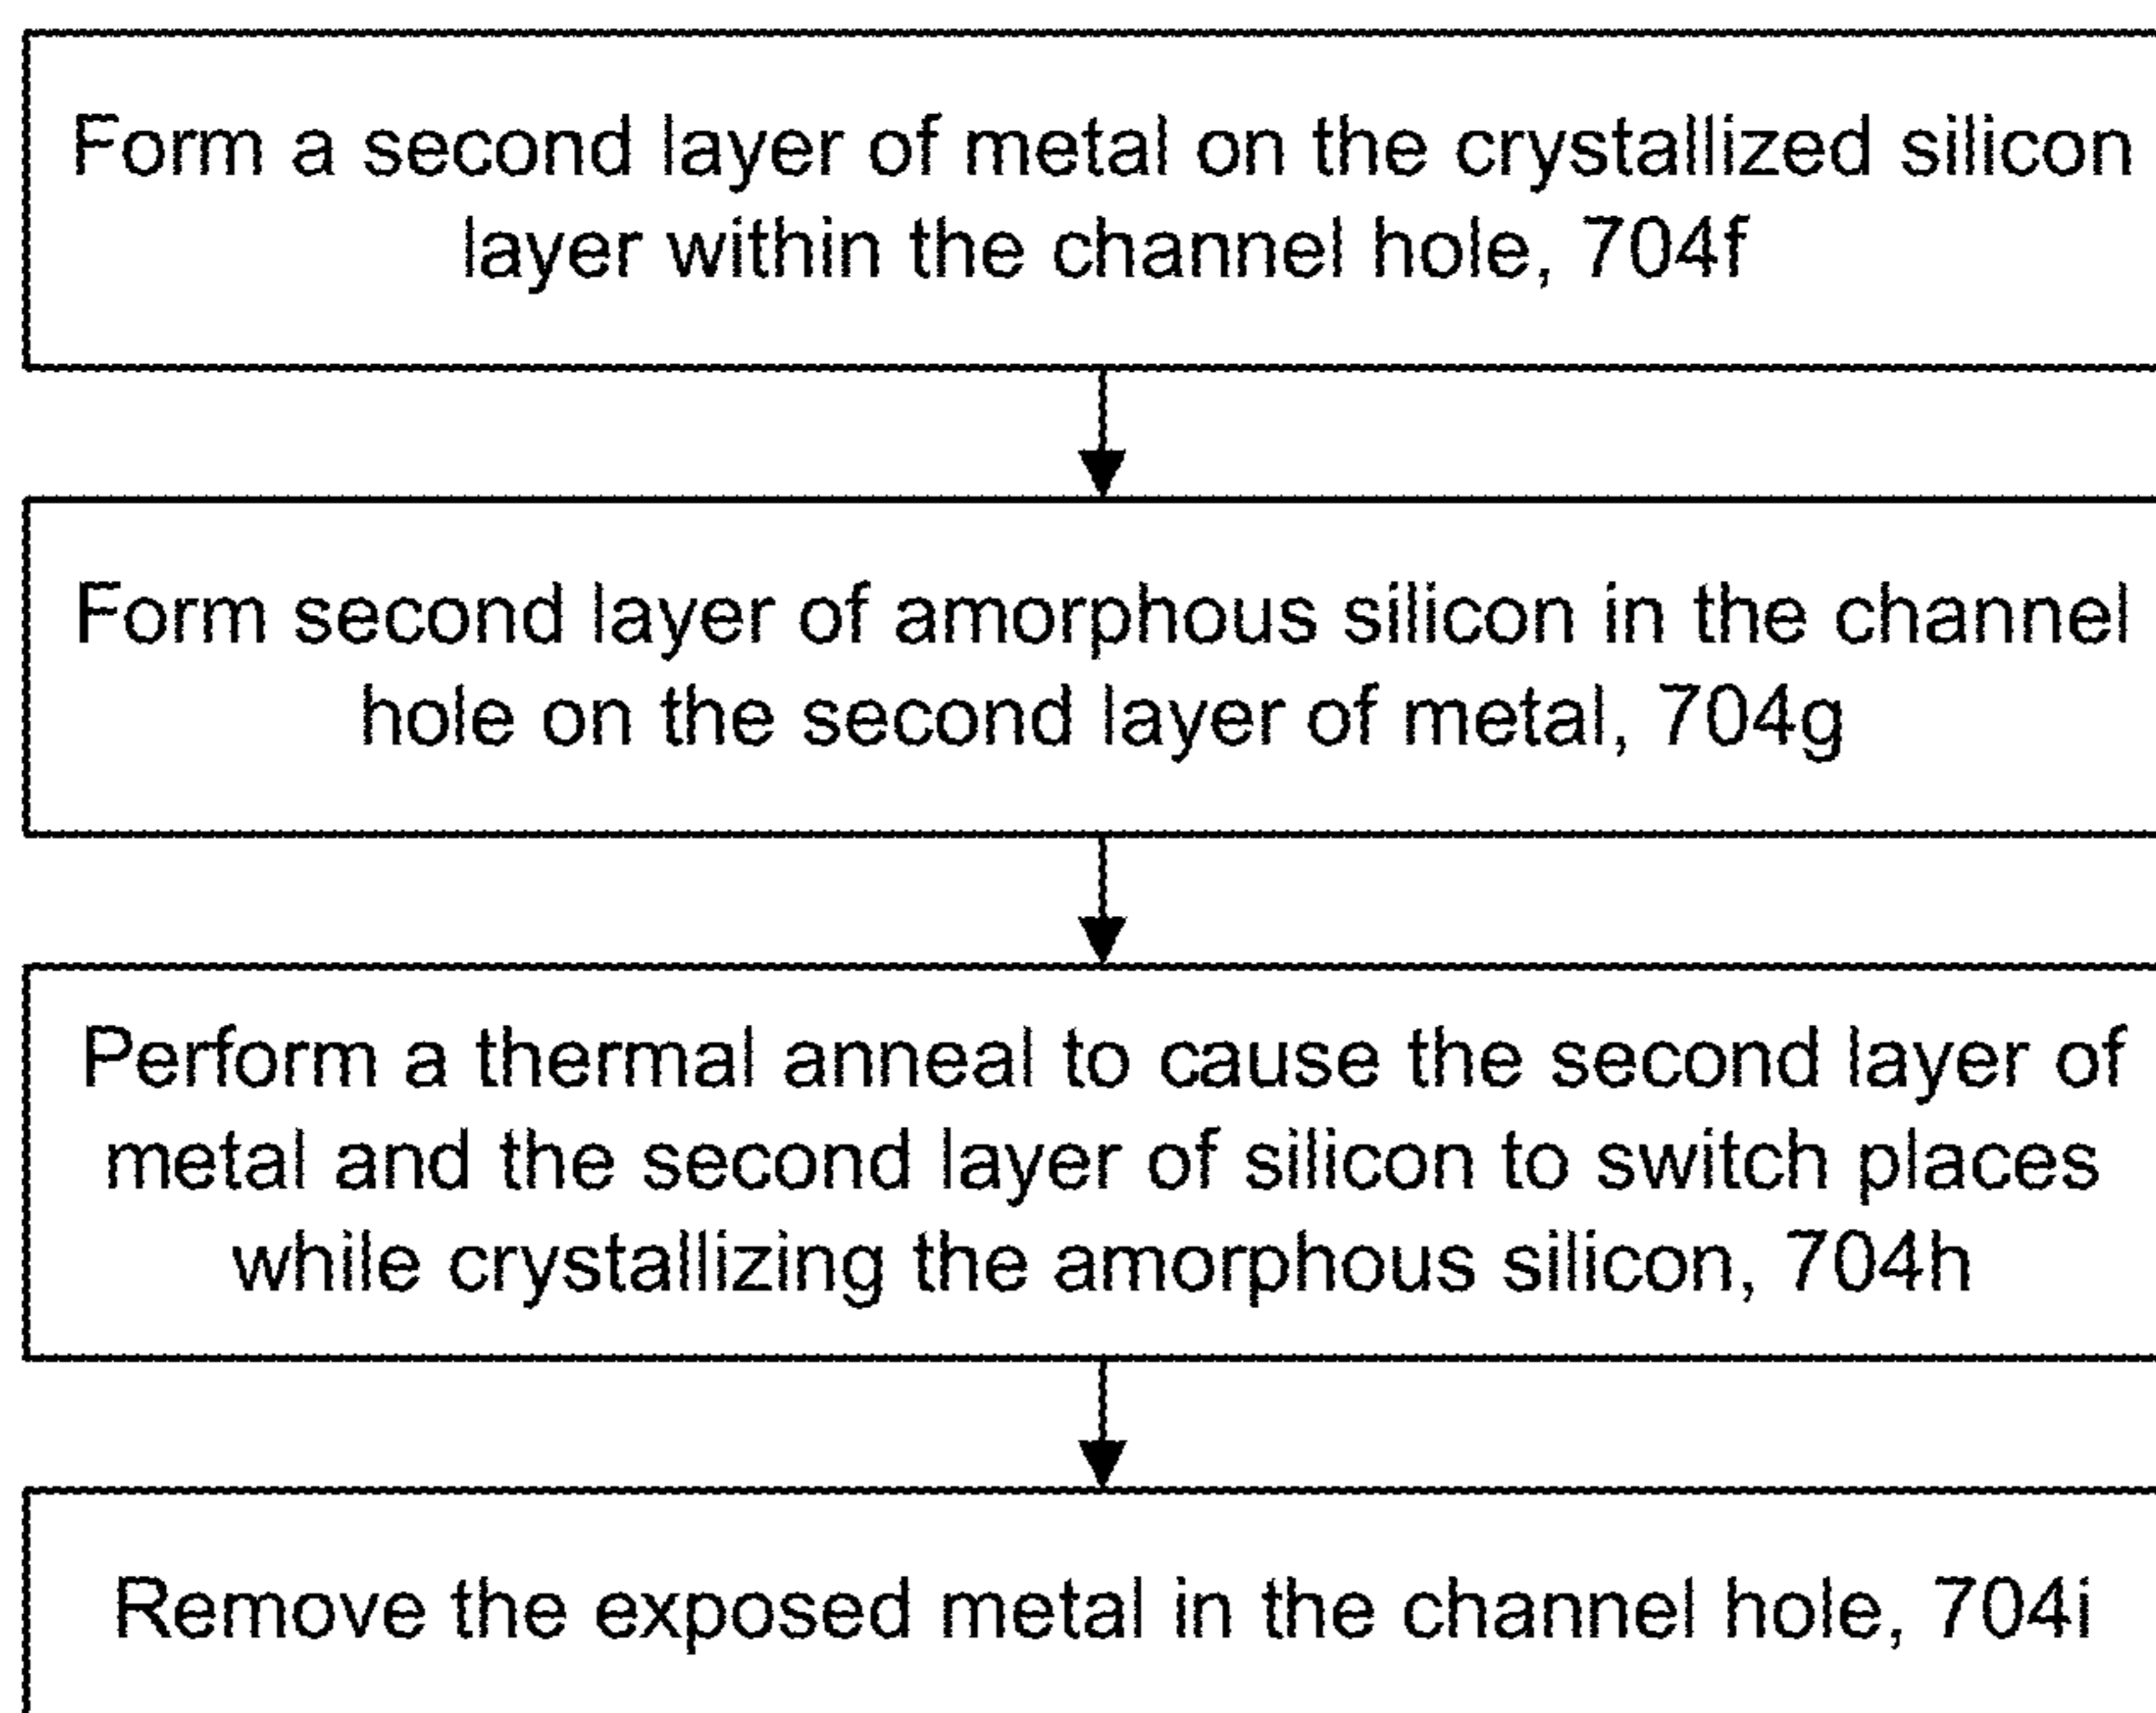 Form a second layer of metal on the crystallized silicon
layer within the channel hole, 704f
Form second layer of amorphous silicon in the channel
hole on the second layer of metal, 704g
Perform a thermal anneal to cause the second layer of
metal and the second layer of silicon to switch places
while crystallizing the amorphous silicon, 704h
Remove the exposed metal in the channel hole, 704i